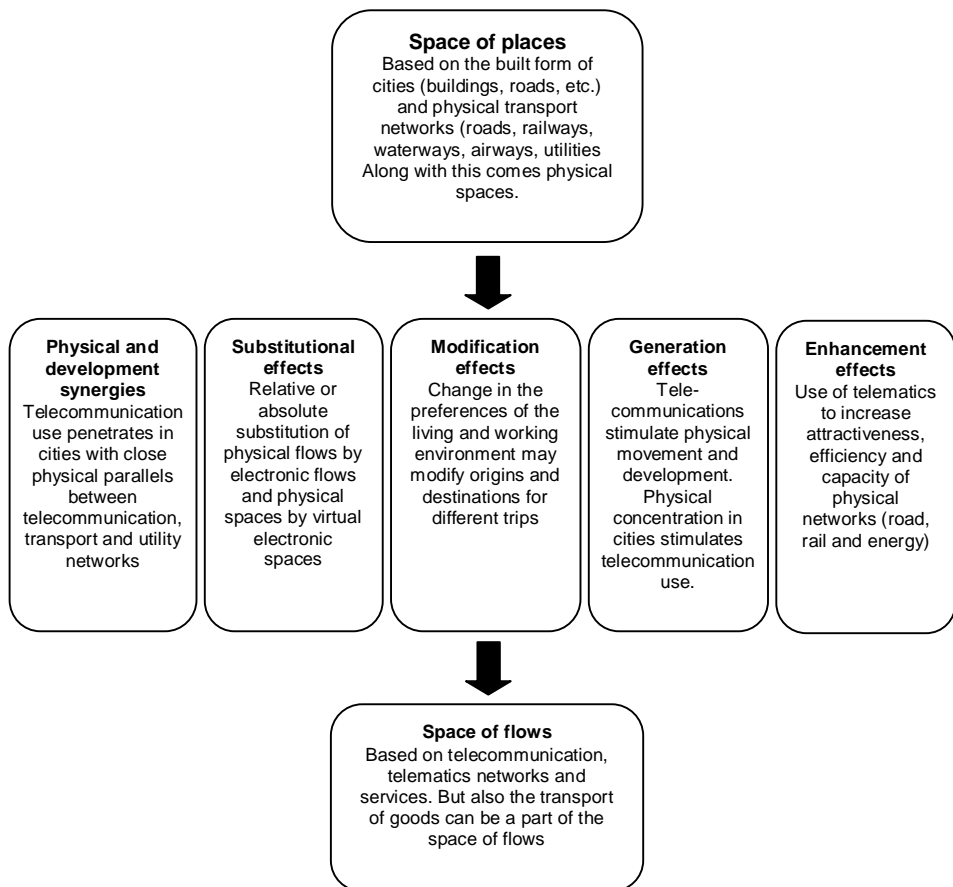 Space of places
Based on the built form of
cities (buildings, roads, etc.)
and physical transport
networks (roads, railways,
waterways, airways, utilities
Along with this comes physical
spaces.
Physical and
development
synergies
Telecommunication
use penetrates in
cities with close
physical parallels
between
telecommunication,
transport and utility
networks
Substitutional
effects
Relative or
absolute
substitution of
physical flows by
electronic flows
and physical
spaces by virtual
electronic
spaces
Modification
effects
Change in the
preferences of the
living and working
environment may
modify origins and
destinations for
different trips
Generation
effects
Tele-
communications
stimulate physical
movement and
development.
Physical
concentration in
cities stimulates
telecommunication
use.
Enhancement
effects
Use of telematics
to increase
attractiveness,
efficiency and
capacity of
physical
networks (road,
rail and energy)
Space of flows
Based on telecommunication,
telematics networks and
services. But also the transport
of goods can be a part of the
space of flows